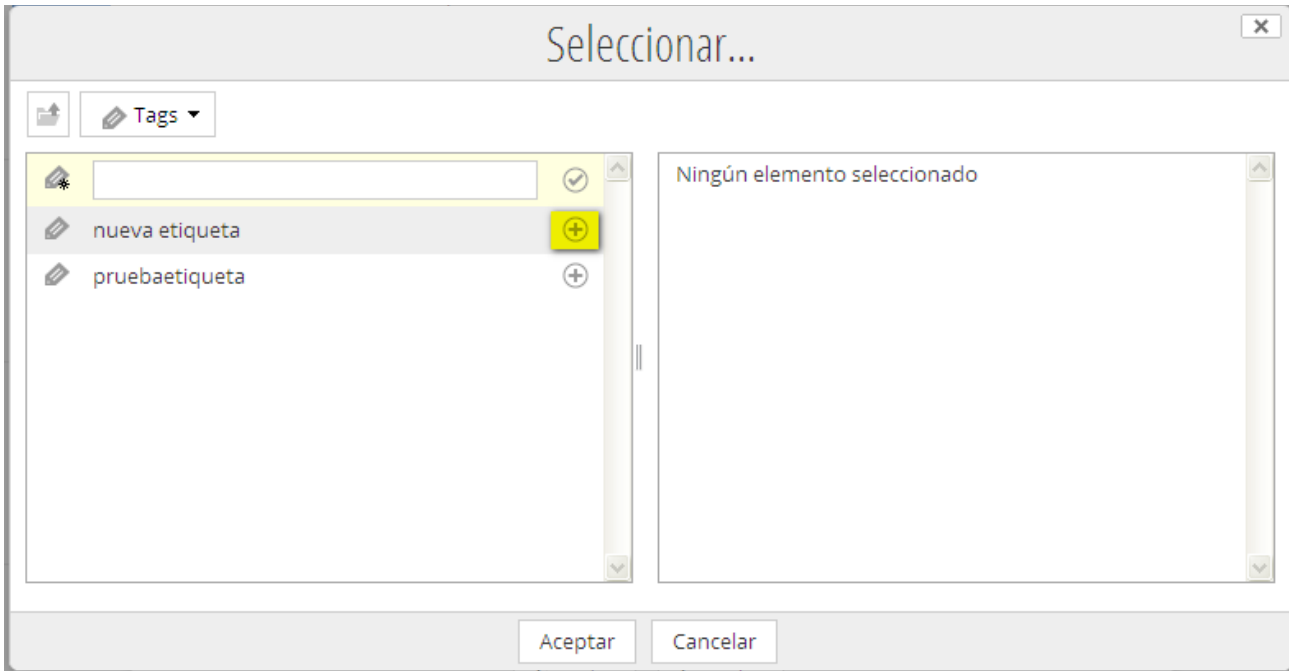 Seleccionar...
Tags
Ningún elemento seleccionado
nueva etiqueta
pruebaetiqueta
Aceptar
Cancelar